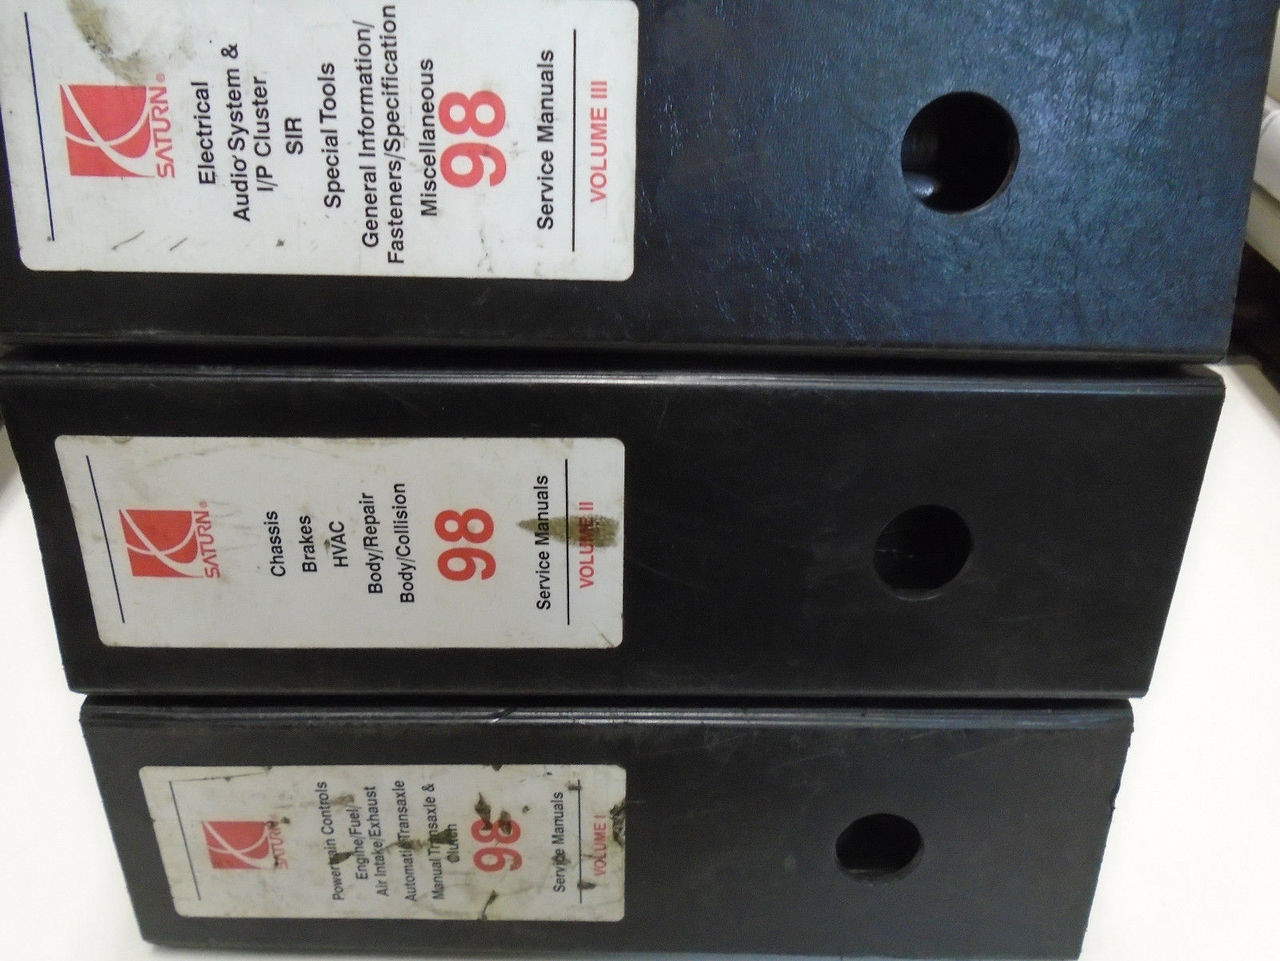 SATURN®
Electrical
Audio System &
I/P Cluster
SIR
Special Tools
General Information/
Fasteners/Specification
Miscellaneous
98
Service Manuals
VOLUME III
SATURN®
Chassis
Brakes
HVAC
Body/Repair
Body/Collision
98
Service Manuals
VOLUME II
SATURN
Powertrain Controls
Engine/Fuel/
Air Intake/Exhaust
Automatic Transaxle
Manual Transaxle &
Clutch
98
Service Manuals
VOLUME I